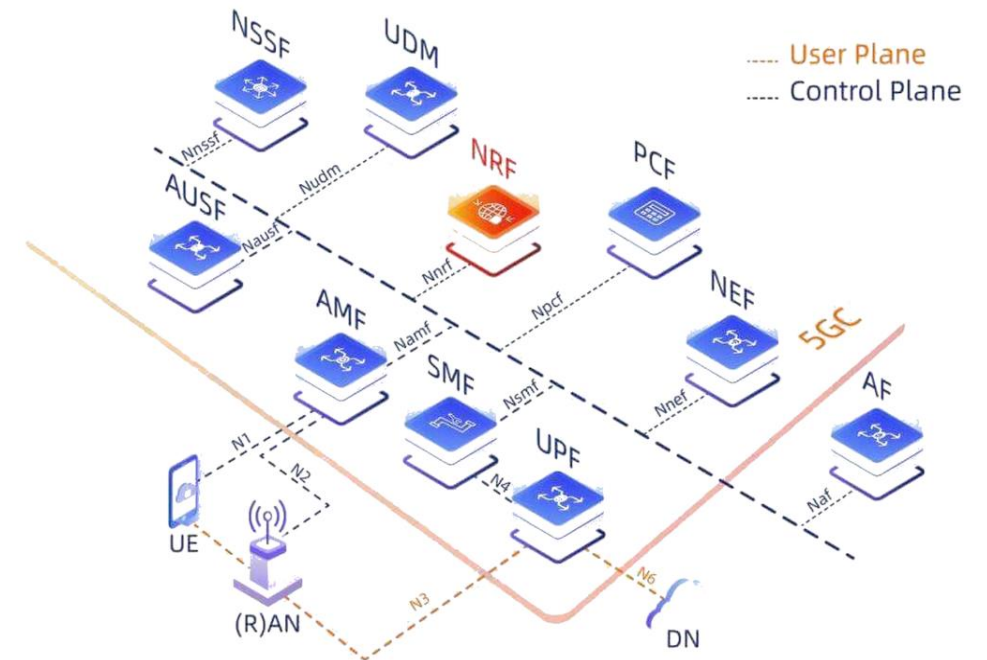 NSSF
UDM
User Plane
Control Plane
Nnssf
NRF
PCF
AUSF
Nudm
Nausf
Nnrf
AMF
Npcf
NEF
5GC
Namf
SMF
Nsmf
Nnef
AF
N1
UPF
N2
N4
Naf
UE
N3
N6
(R)AN
DN